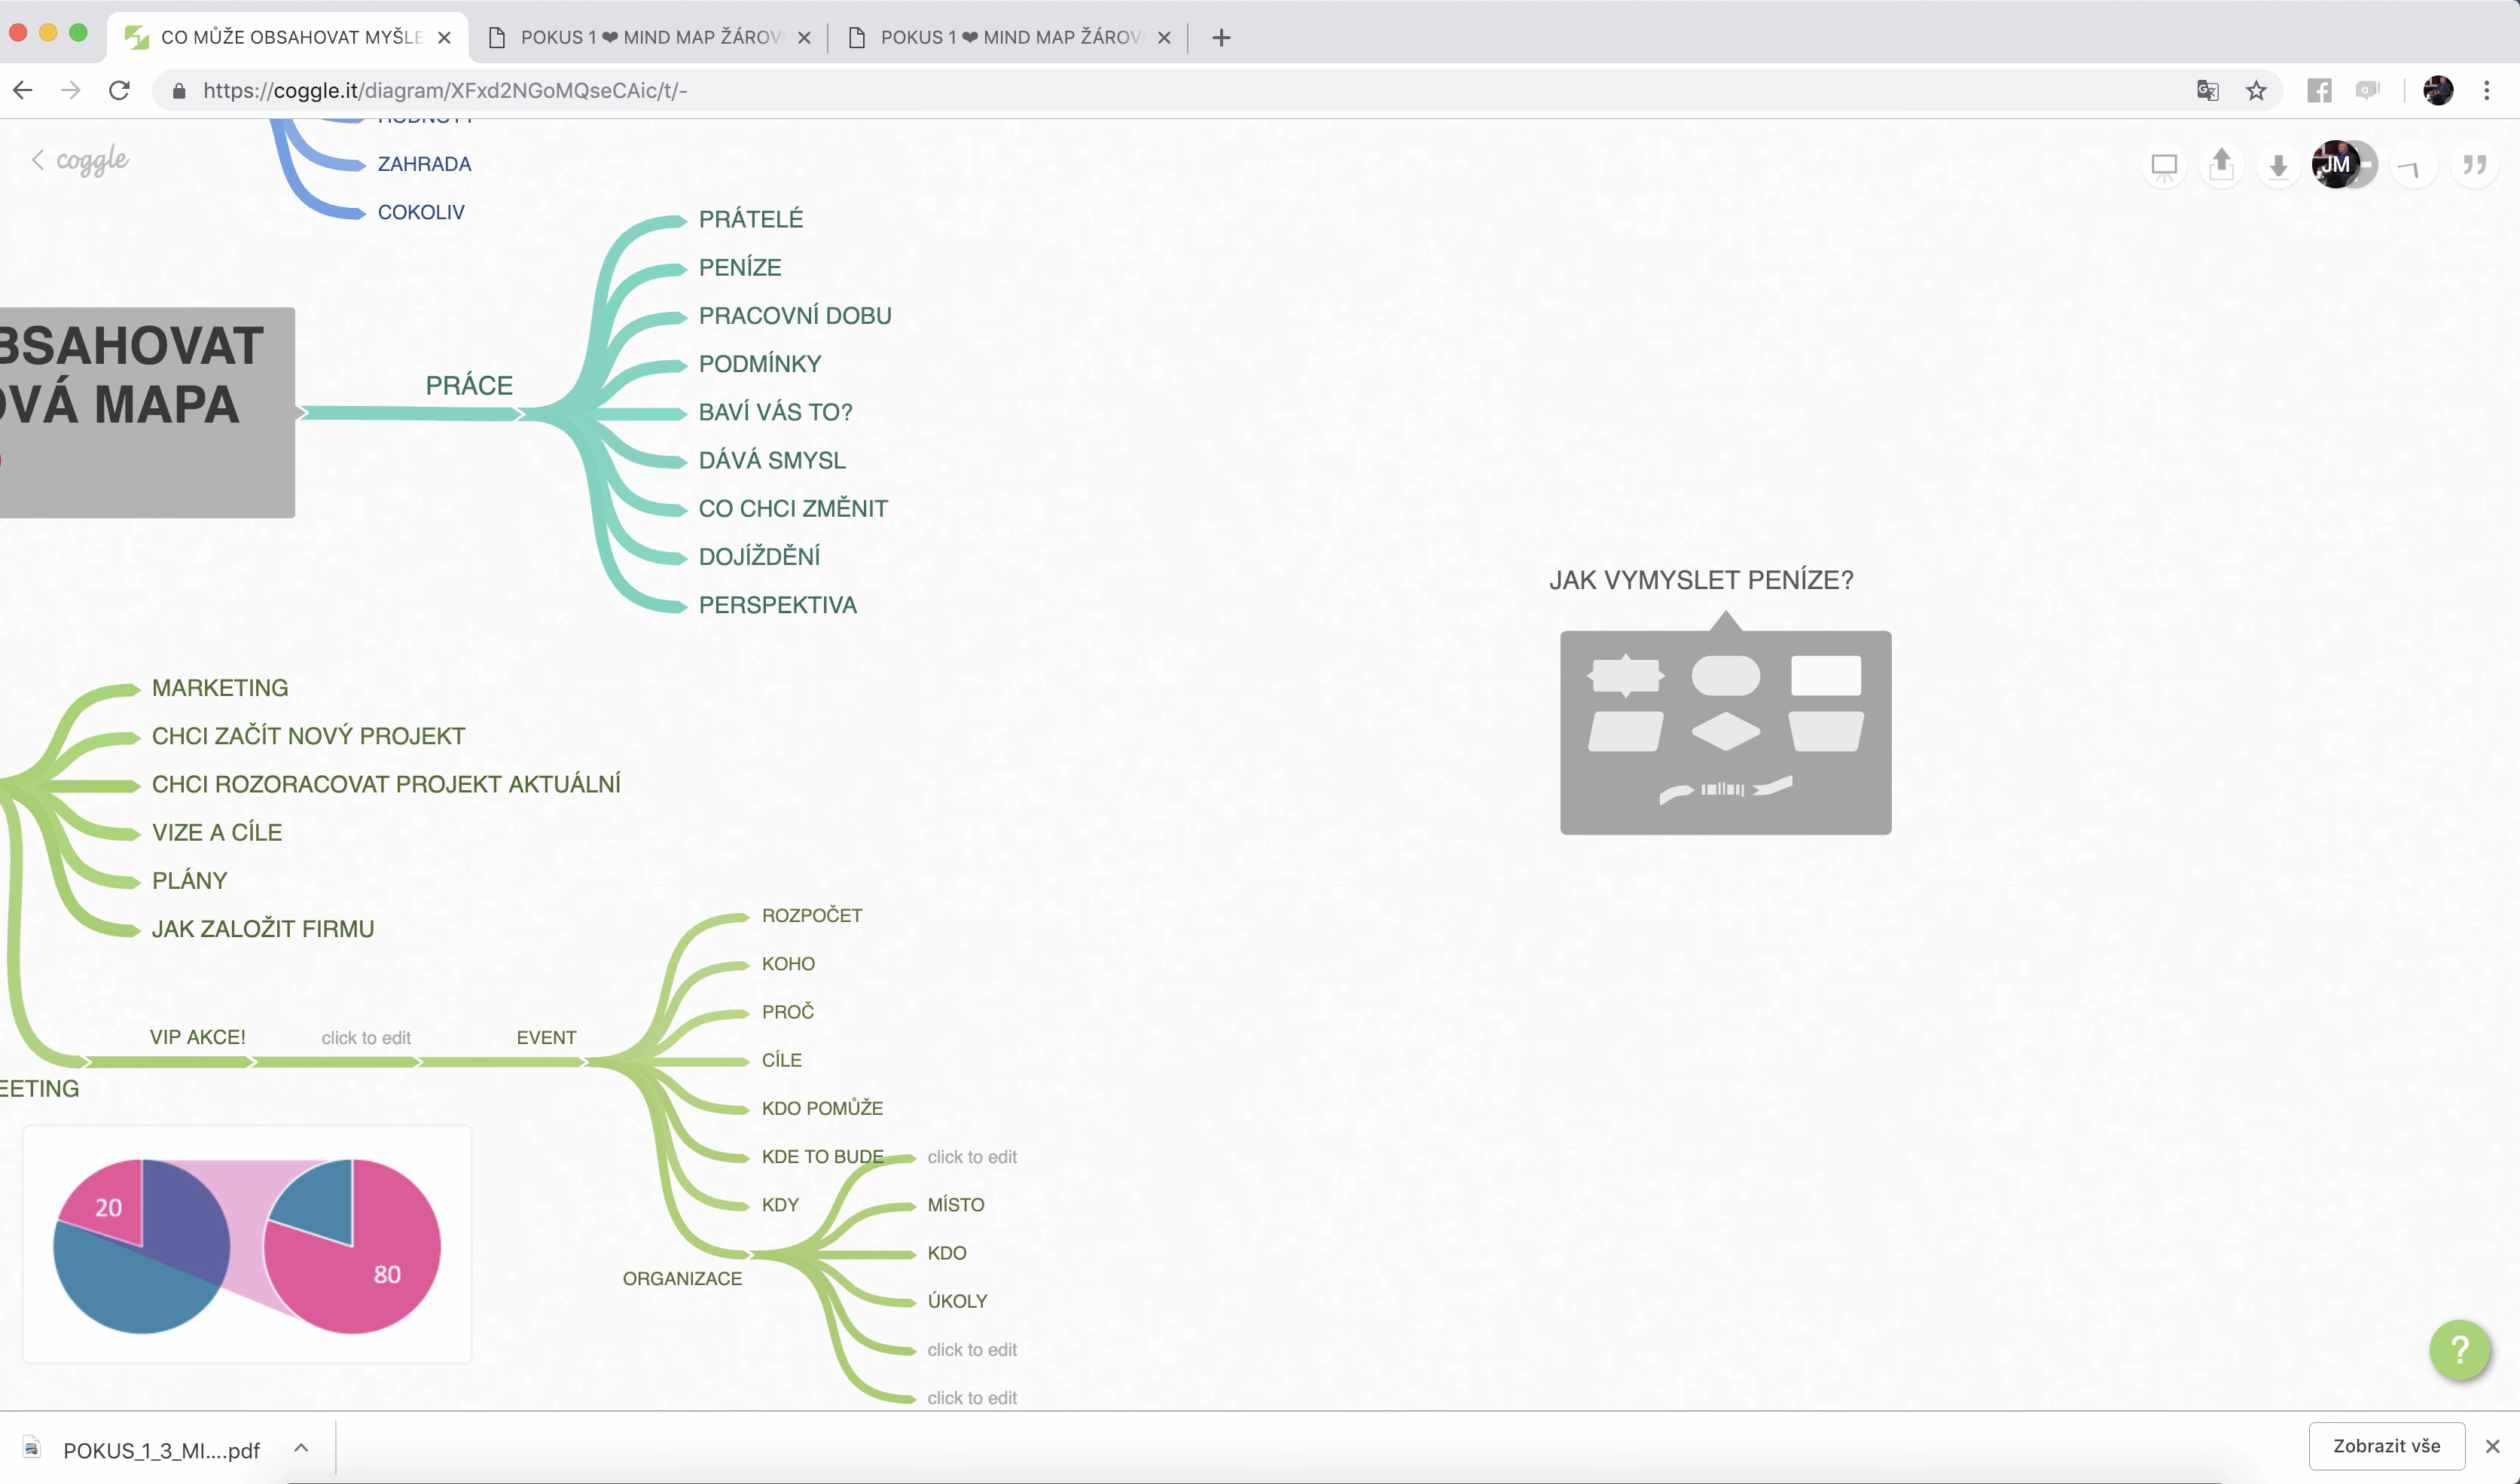 CO MŮŽE OBSAHOVAT MYŠLE
POKUS 1 ❤ MIND MAP ŽÁROV
POKUS 1 ❤ MIND MAP ŽÁROV
https://coggle.it/diagram/XFxd2NGoMQseCAic/t/-
coggle
JM
HODNOTY
ZAHRADA
COKOLIV
BSAHOVAT
OVÁ MAPA
PRÁCE
PRÁTELÉ
PENÍZE
PRACOVNÍ DOBU
PODMÍNKY
BAVÍ VÁS TO?
DÁVÁ SMYSL
CO CHCI ZMĚNIT
DOJÍŽDĚNÍ
PERSPEKTIVA
JAK VYMYSLET PENÍZE?
MARKETING
CHCI ZAČÍT NOVÝ PROJEKT
CHCI ROZORACOVAT PROJEKT AKTUÁLNÍ
VIZE A CÍLE
PLÁNY
JAK ZALOŽIT FIRMU
VIP AKCE!
click to edit
EVENT
EETING
ROZPOČET
KOHO
PROČ
CÍLE
KDO POMŮŽE
KDE TO BUDE
KDY
ORGANIZACE
click to edit
MÍSTO
KDO
ÚKOLY
click to edit
click to edit
20
80
?
POKUS_1_3_MI....pdf
Zobrazit vše